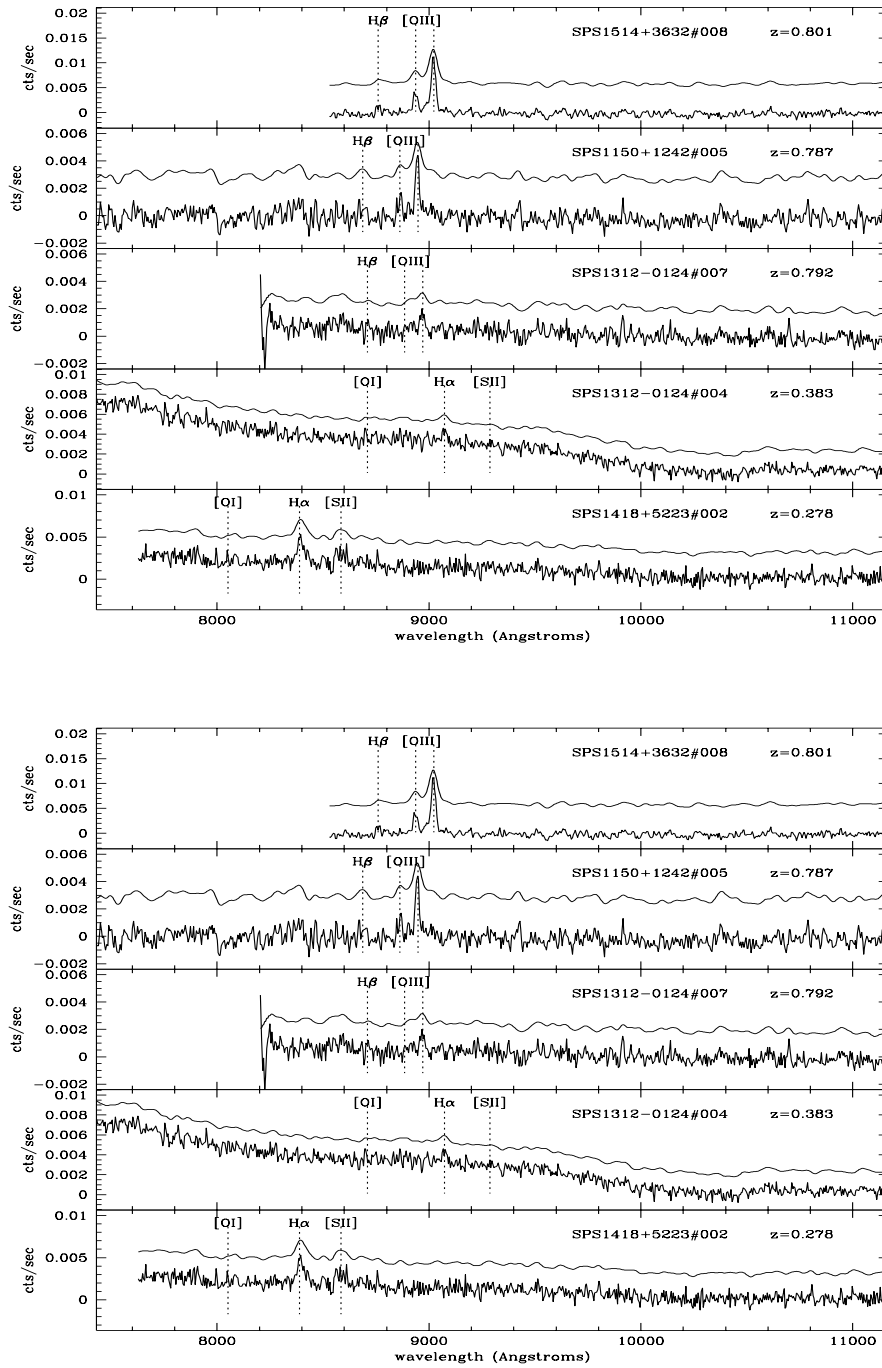 Hβ [OIII]
SPS1514+3632#008 z=0.801
0.02
0.015
0.01
0.005
0
cts/sec
Hβ [OIII]
SPS1150+1242#005 z=0.787
0.006
0.004
0.002
0
−0.002
cts/sec
Hβ [OIII]
SPS1312-0124#007 z=0.792
0.006
0.004
0.002
0
−0.002
cts/sec
[OI] Hα [SII]
SPS1312-0124#004 z=0.383
0.01
0.008
0.006
0.004
0.002
0
cts/sec
[OI] Hα [SII]
SPS1418+5223#002 z=0.278
0.01
0.005
0
cts/sec
8000 9000 10000 11000
wavelength (Angstroms)
Hβ [OIII]
SPS1514+3632#008 z=0.801
0.02
0.015
0.01
0.005
0
cts/sec
Hβ [OIII]
SPS1150+1242#005 z=0.787
0.006
0.004
0.002
0
−0.002
cts/sec
Hβ [OIII]
SPS1312-0124#007 z=0.792
0.006
0.004
0.002
0
−0.002
cts/sec
[OI] Hα [SII]
SPS1312-0124#004 z=0.383
0.01
0.008
0.006
0.004
0.002
0
cts/sec
[OI] Hα [SII]
SPS1418+5223#002 z=0.278
0.01
0.005
0
cts/sec
8000 9000 10000 11000
wavelength (Angstroms)